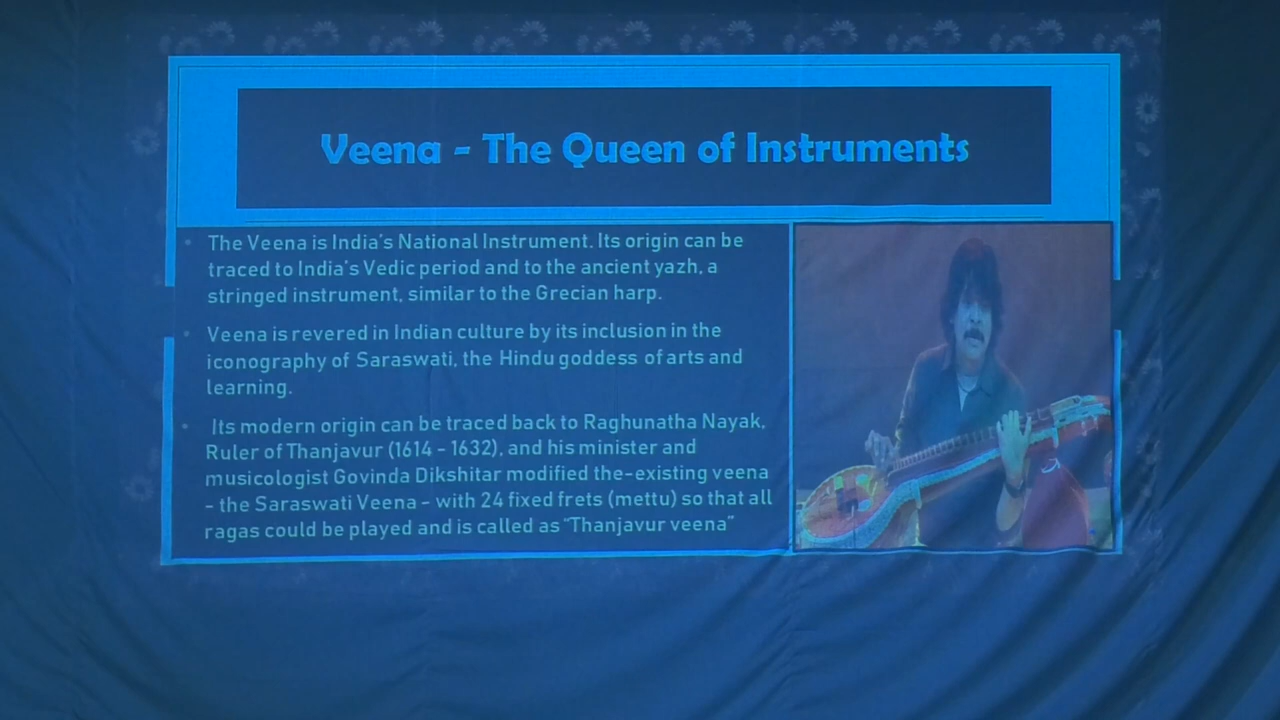 Veena - The Queen of Instruments
The Veena is India's National Instrument. Its origin can be
traced to India's Vedic period and to the ancient yazh, a
stringed instrument, similar to the Grecian harp.
Veena is revered in Indian culture by its inclusion in the
iconography of Saraswati, the Hindu goddess of arts and
learning.
Its modern origin can be traced back to Raghunatha Nayak,
Ruler of Thanjavur (1614 - 1632), and his minister and
musicologist Govinda Dikshitar modified the-existing veena
- the Saraswati Veena - with 24 fixed frets (mettu) so that all
ragas could be played and is called as "Thanjavur veena"